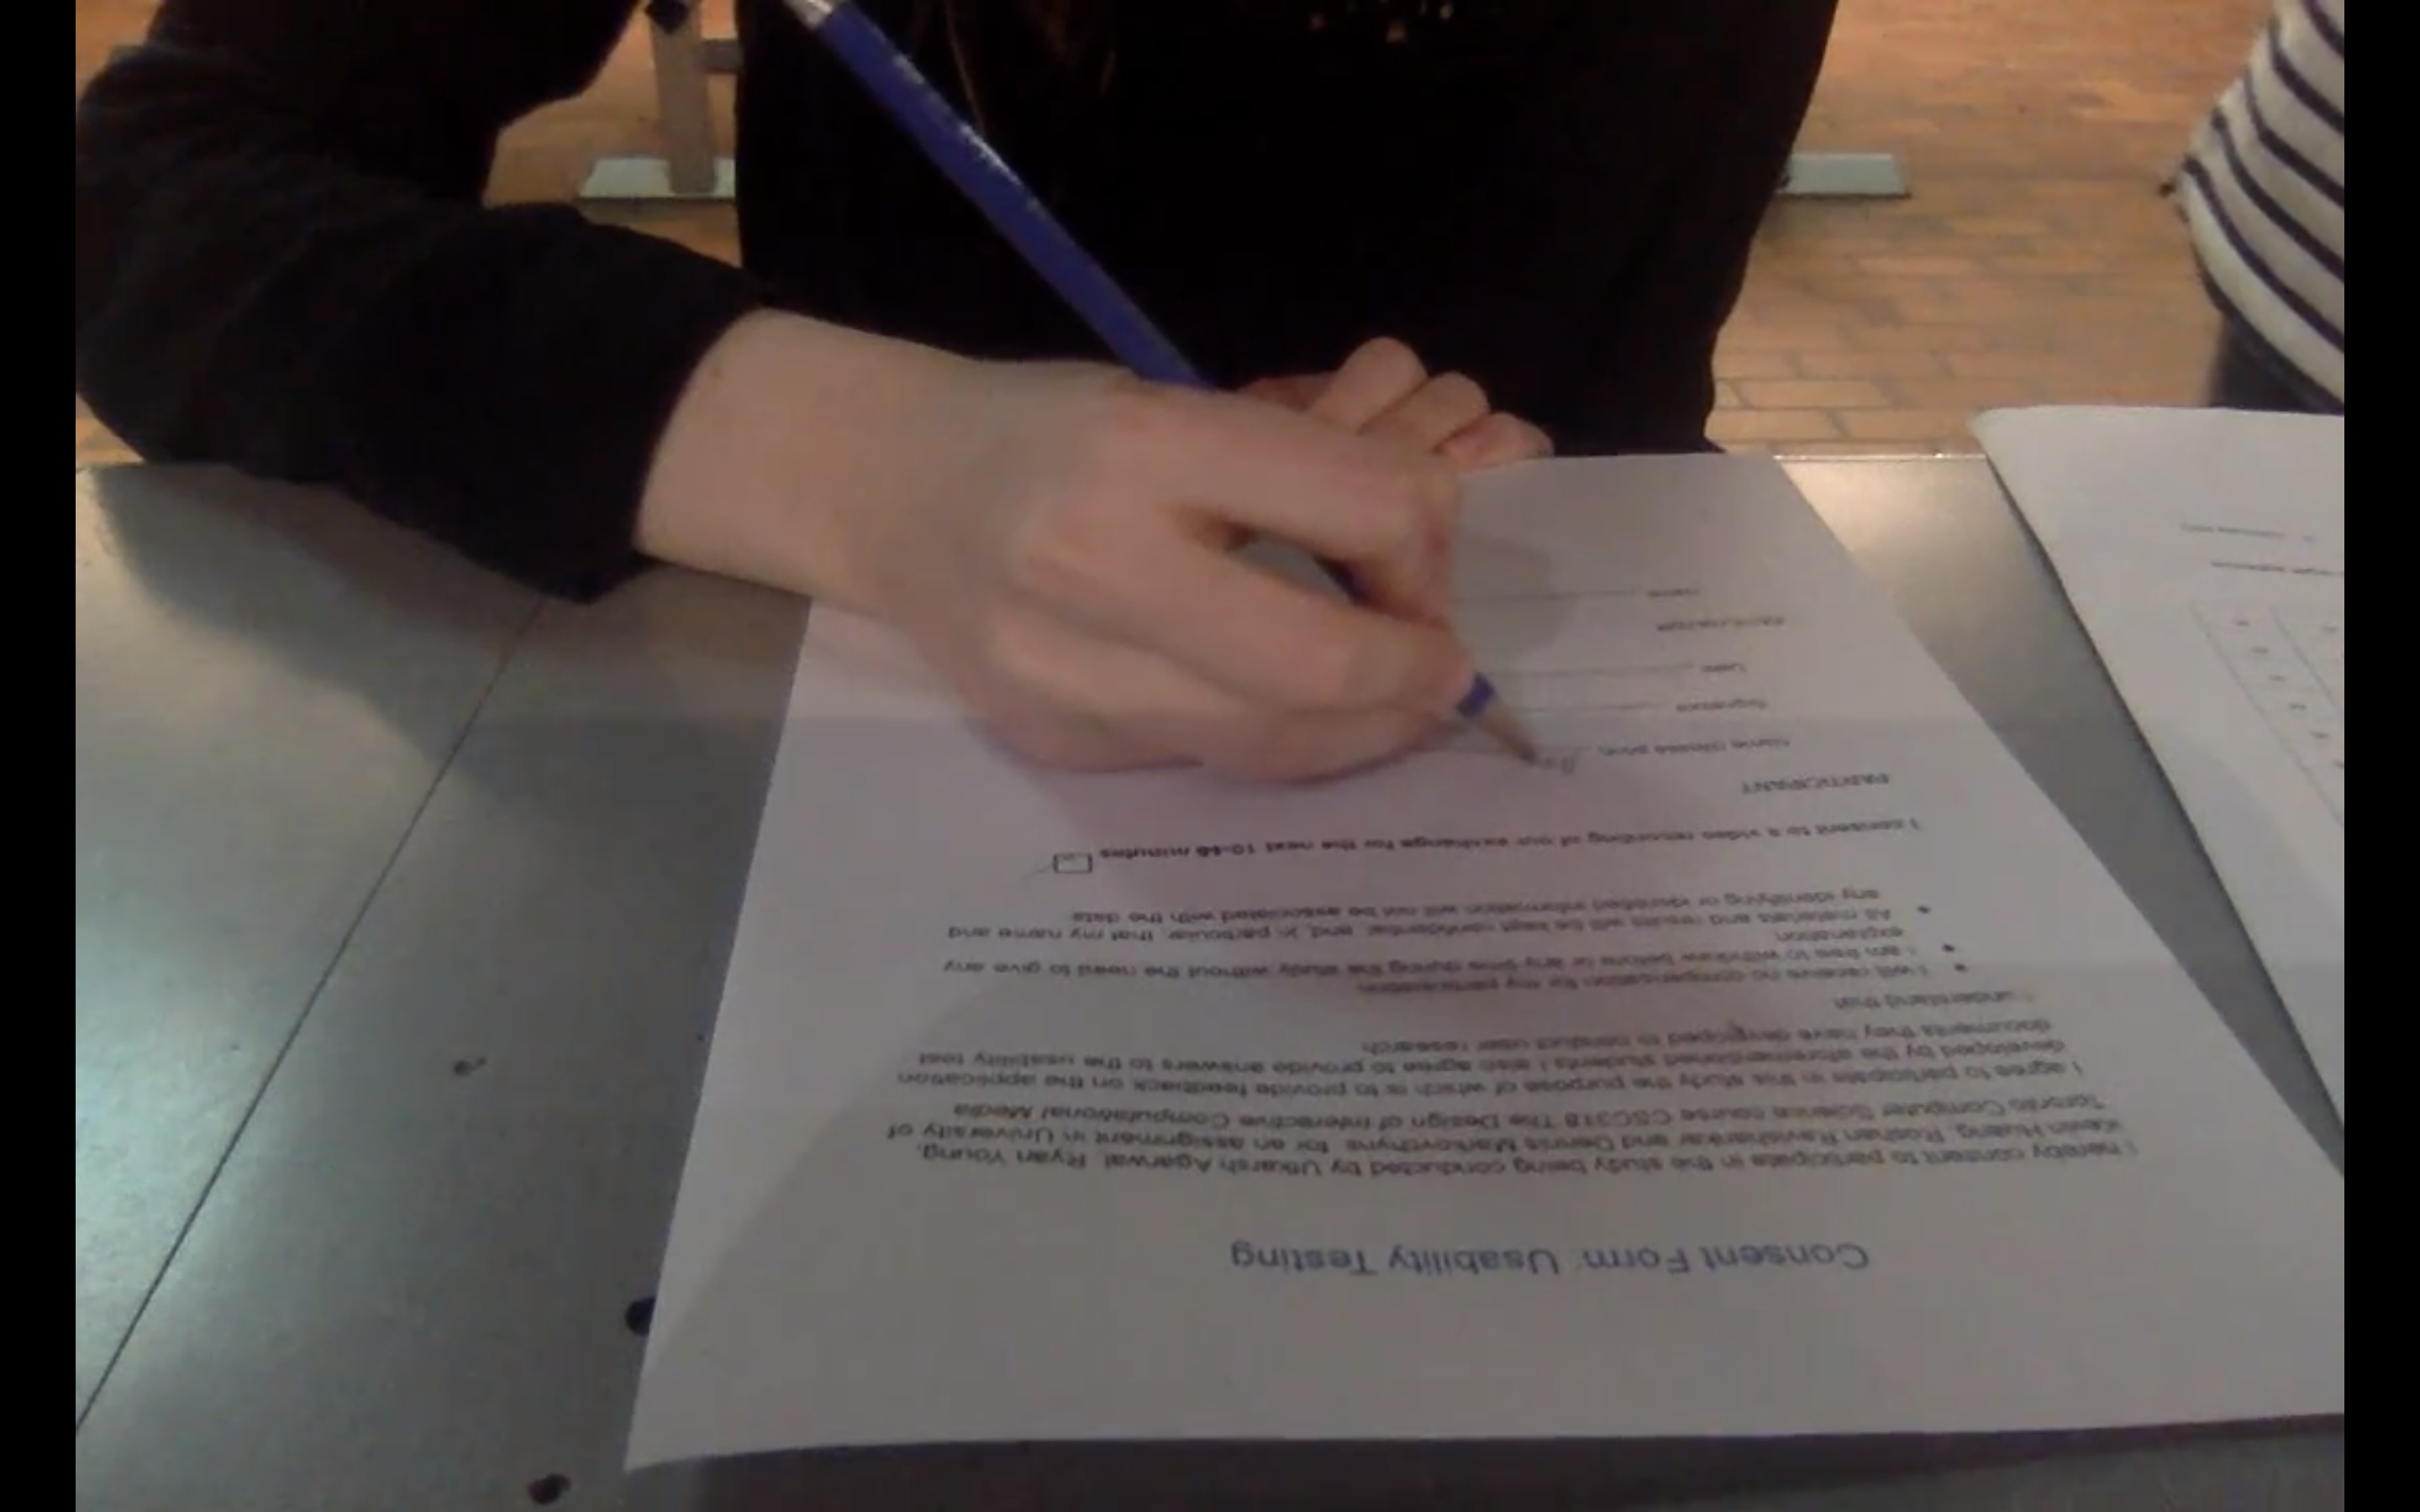 Consent Form: Usability Testing
I hereby consent to participate in the study being conducted by Utkarsh Agarwal, Ryan Young,
Kevin Huang, Roshan Ravishankar and Dennis Markovchyne for an assignment in University of
Toronto Computer Science course CSC318 The Design of Interactive Computational Media
I agree to participate in this study the purpose of which is to provide feedback on the application
developed by the aforementioned students I also agree to provide answers to the usability test
documents they have developed to conduct user research
I understand that
I will receive no compensation for my participation
I am free to withdraw before or any time during the study without the need to give any
explanation
All materials and results will be kept confidential, and, in particular, that my name and
any identifying or identified information will not be associated with the data
I consent to a video recording of our exchange for the next minutes
PARTICIPANT
Name (please print)
Signature
Date